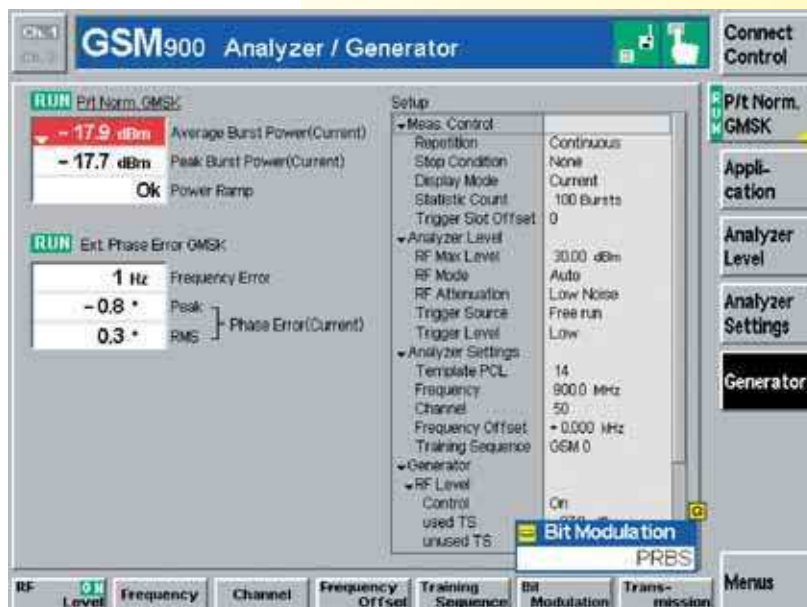 GSM900 Analyzer / Generator
Connect Control
RUN P/t Norm. GMSK
- 17.9 dBm Average Burst Power(Current)
- 17.7 dBm Peak Burst Power(Current)
Ok Power Ramp
RUN Ext. Phase Error GMSK
1 Hz Frequency Error
- 0.8 ° Peak
0.3 ° RMS
Phase Error(Current)
Setup
Meas. Control
Repetition Continuous
Stop Condition None
Display Mode Current
Statistic Count 100 Bursts
Trigger Slot Offset 0
Analyzer Level
RF Max Level 30.00 dBm
RF Mode Auto
RF Attenuation Low Noise
Trigger Source Free run
Trigger Level Low
Analyzer Settings
Template PCL 14
Frequency 900.0 MHz
Channel 50
Frequency Offset + 0.000 kHz
Training Sequence GSM 0
Generator
RF Level
Control On
used TS
unused TS
G
Bit Modulation
PRBS
RUN P/t Norm. GMSK
Appli-
cation
Analyzer
Level
Analyzer
Settings
Generator
Menus
RF Level ON
Frequency
Channel
Frequency Offset
Training Sequence
Bit Modulation
Trans-
mission